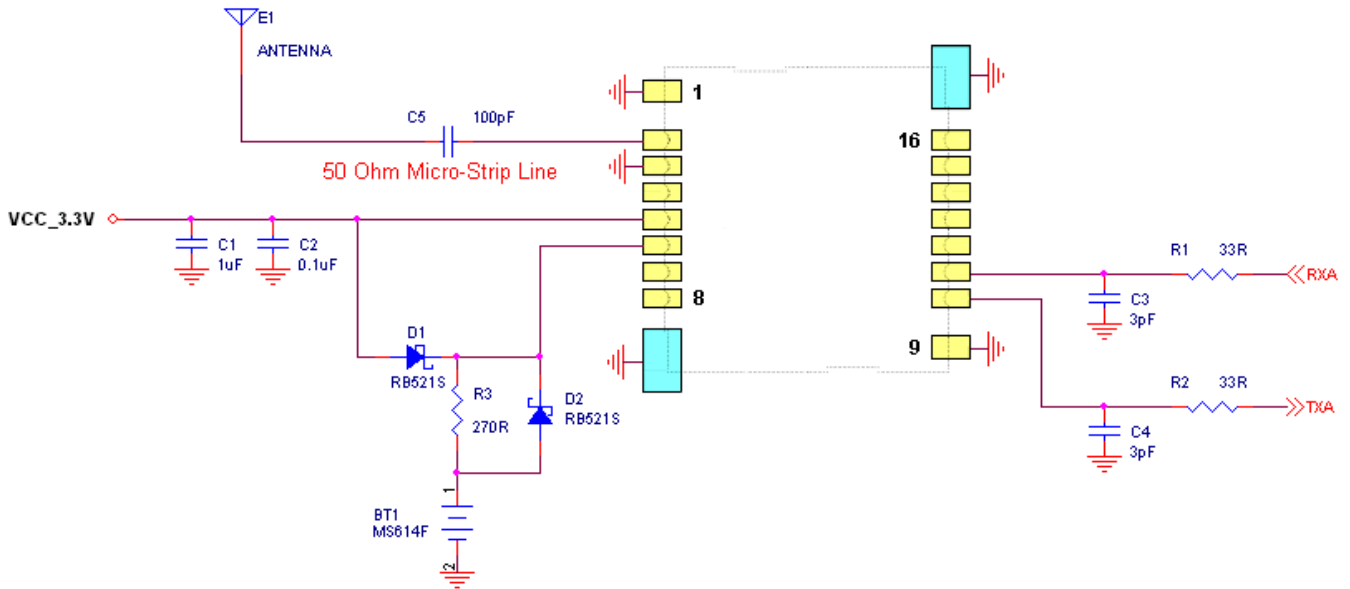 E1
ANTENNA
1
C5 100pF
16
50 Ohm Micro-Strip Line
VCC_3.3V
C1
1uF
C2
0.1uF
R1 33R
RXA
8
C3
3pF
D1
RB521S
9
R3
270R
D2
RB521S
R2 33R
TXA
C4
3pF
1
BT1
MS614F
2